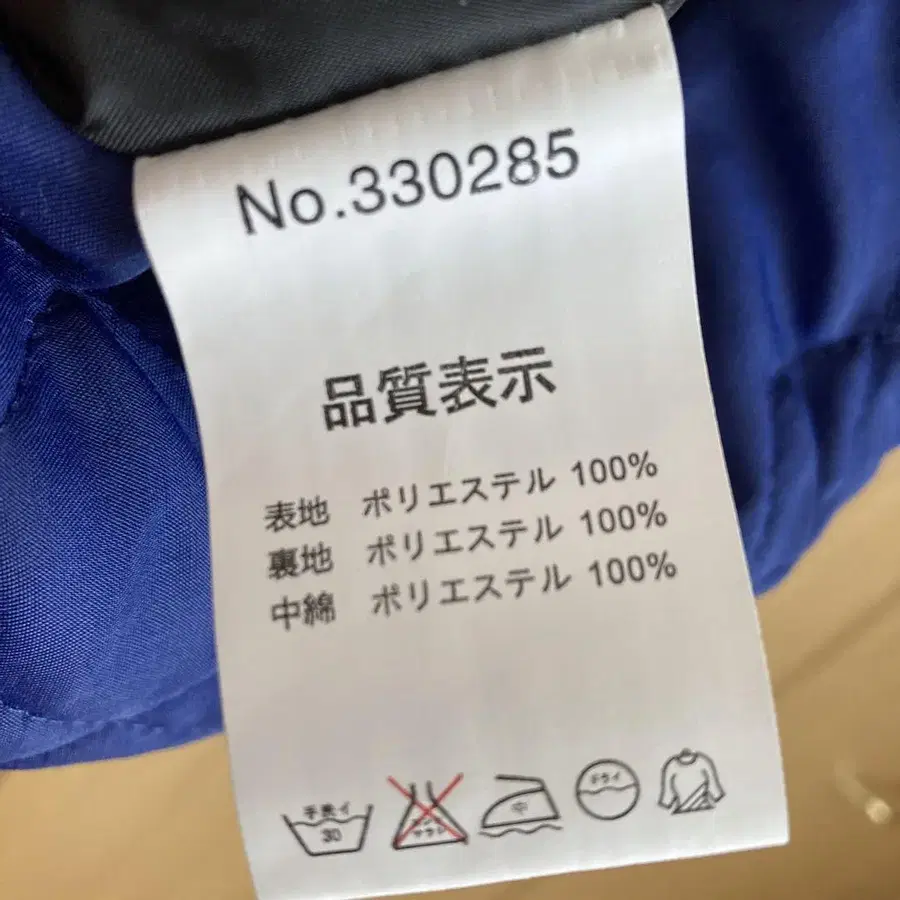 No.330285
品質表示
表地 ポリエステル 100%
裏地 ポリエステル 100%
中綿 ポリエステル 100%
手洗イ
30
中
ドライ